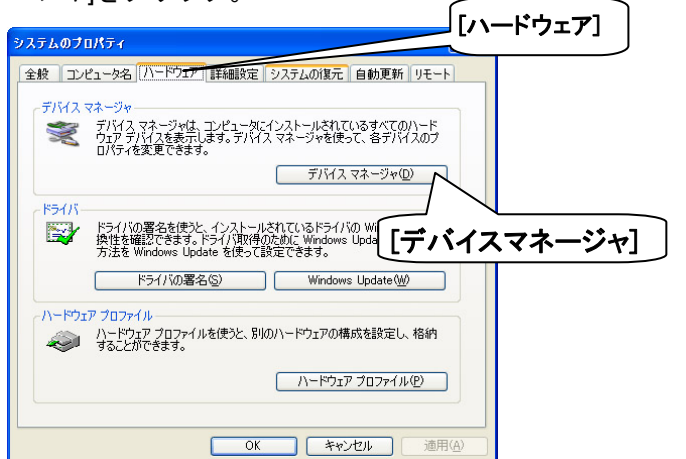 [ハードウェア]
システムのプロパティ
全般 コンピュータ名 ハードウェア 詳細設定 システムの復元 自動更新 リモート
デバイス マネージャ
デバイス マネージャは、コンピュータにインストールされているすべてのハード
ウェア デバイスを表示します。デバイス マネージャを使って、各デバイスのプ
ロパティを変更できます。
デバイス マネージャ(D)
ドライバ
ドライバの署名を使うと、インストールされているドライバの Wi
換性を確認できます。ドライバ取得のために Windows Upda
方法を Windows Update を使って設定できます。
[デバイスマネージャ]
ドライバの署名(S) Windows Update(W)
ハードウェア プロファイル
ハードウェア プロファイルを使うと、別のハードウェアの構成を設定し、格納
することができます。
ハードウェア プロファイル(P)
OK キャンセル 適用(A)